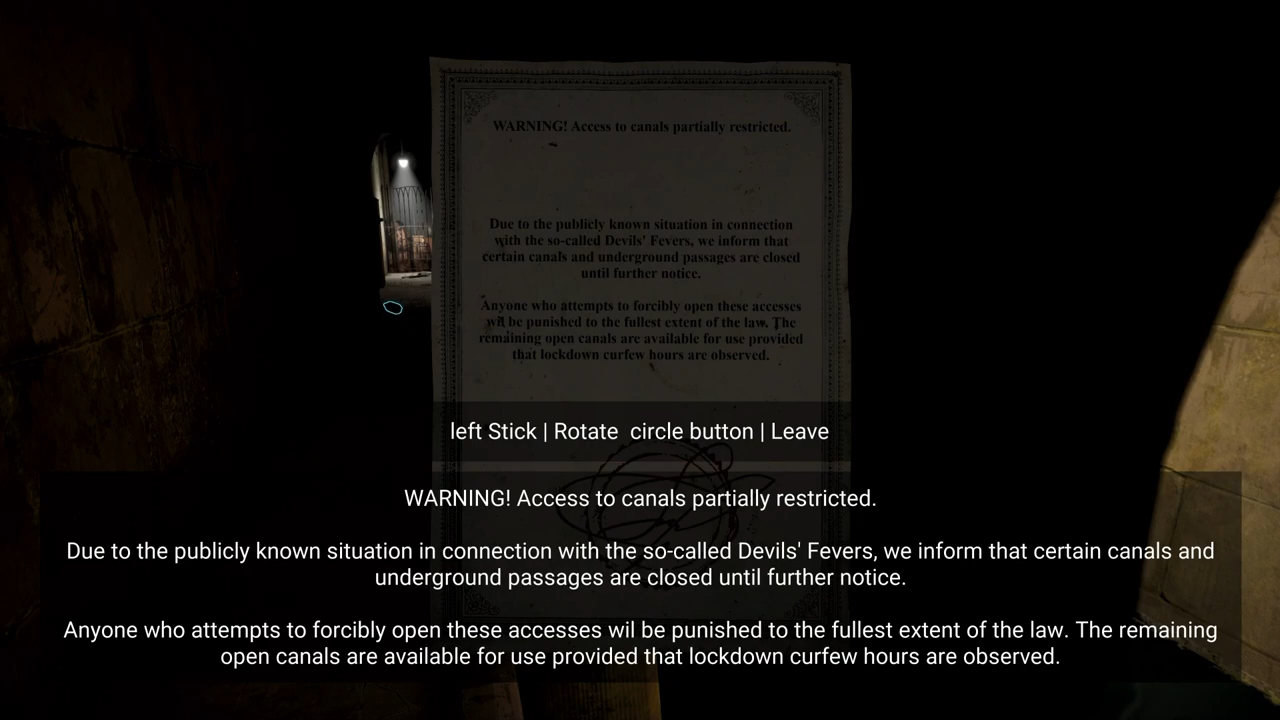 WARNING! Access to canals partially restricted.
Due to the publicly known situation in connection
with the so-called Devils' Fevers, we inform that
certain canals and underground passages are closed
until further notice.
Anyone who attempts to forcibly open these accesses
wil be punished to the fullest extent of the law. The
remaining open canals are available for use provided
that lockdown curfew hours are observed.
left Stick | Rotate circle button | Leave
WARNING! Access to canals partially restricted.
Due to the publicly known situation in connection with the so-called Devils' Fevers, we inform that certain canals and
underground passages are closed until further notice.
Anyone who attempts to forcibly open these accesses wil be punished to the fullest extent of the law. The remaining
open canals are available for use provided that lockdown curfew hours are observed.